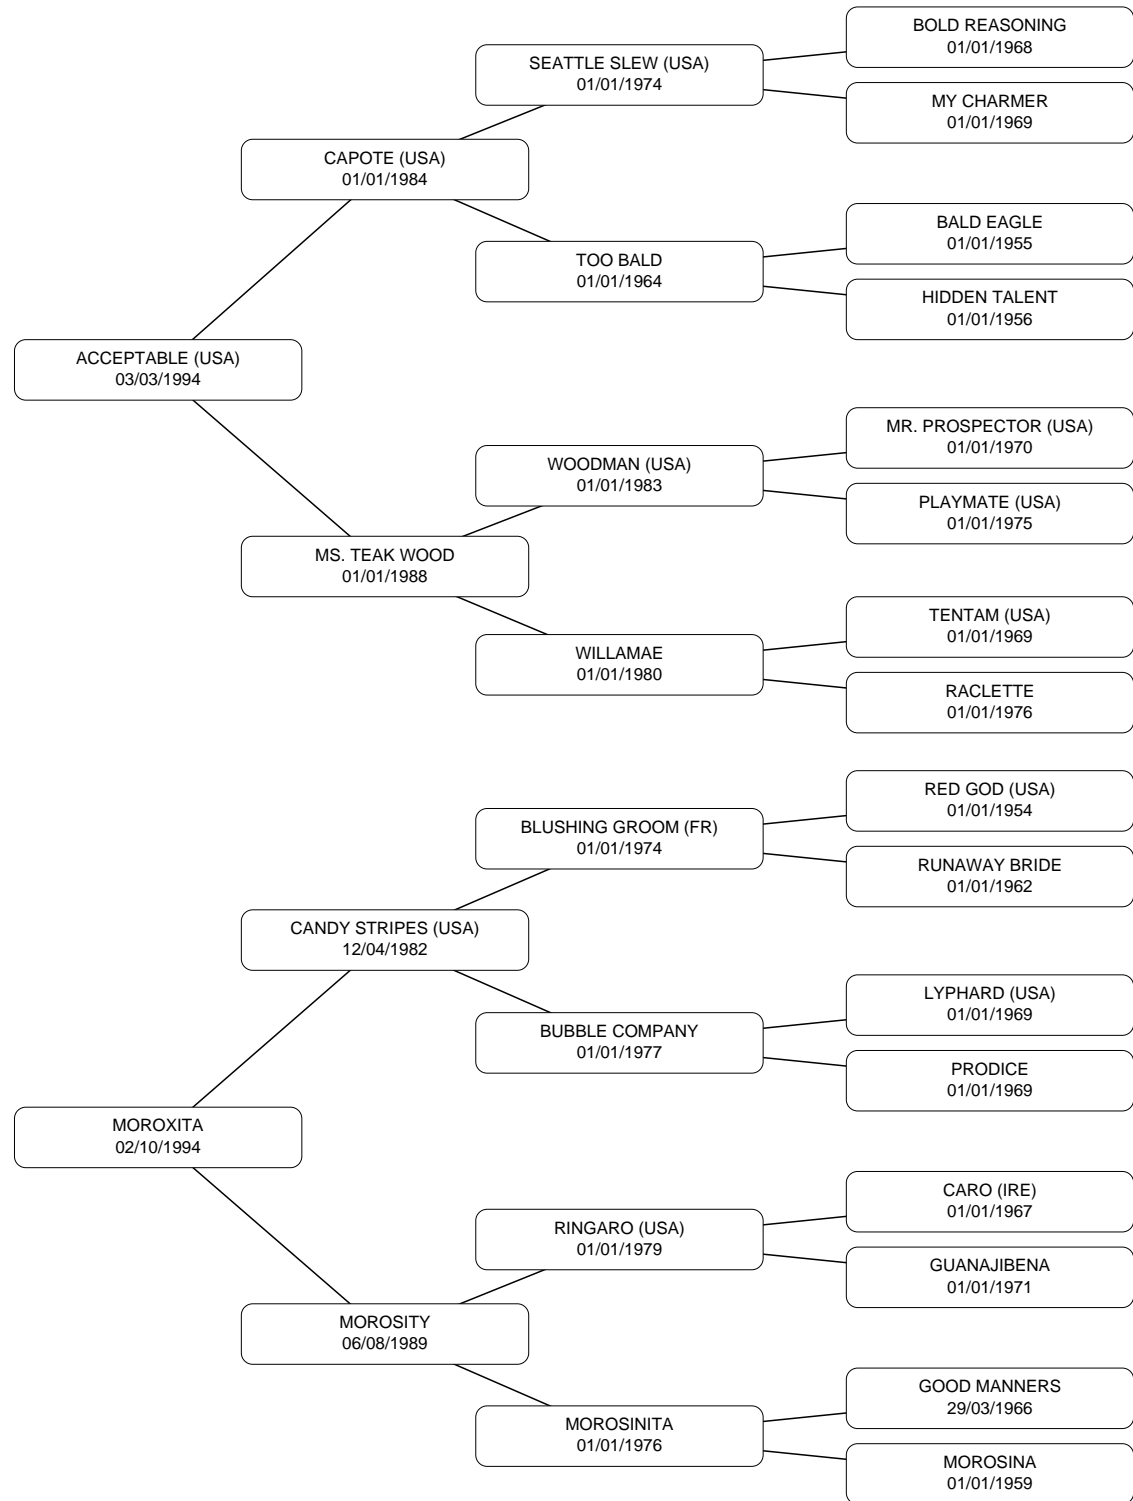 BOLD REASONING
01/01/1968
SEATTLE SLEW (USA)
01/01/1974
MY CHARMER
01/01/1969
CAPOTE (USA)
01/01/1984
BALD EAGLE
01/01/1955
TOO BALD
01/01/1964
HIDDEN TALENT
01/01/1956
ACCEPTABLE (USA)
03/03/1994
MR. PROSPECTOR (USA)
01/01/1970
WOODMAN (USA)
01/01/1983
PLAYMATE (USA)
01/01/1975
MS. TEAK WOOD
01/01/1988
TENTAM (USA)
01/01/1969
WILLAMAE
01/01/1980
RACLETTE
01/01/1976
RED GOD (USA)
01/01/1954
BLUSHING GROOM (FR)
01/01/1974
RUNAWAY BRIDE
01/01/1962
CANDY STRIPES (USA)
12/04/1982
LYPHARD (USA)
01/01/1969
BUBBLE COMPANY
01/01/1977
PRODICE
01/01/1969
MOROXITA
02/10/1994
CARO (IRE)
01/01/1967
RINGARO (USA)
01/01/1979
GUANAJIBENA
01/01/1971
MOROSITY
06/08/1989
GOOD MANNERS
29/03/1966
MOROSINITA
01/01/1976
MOROSINA
01/01/1959